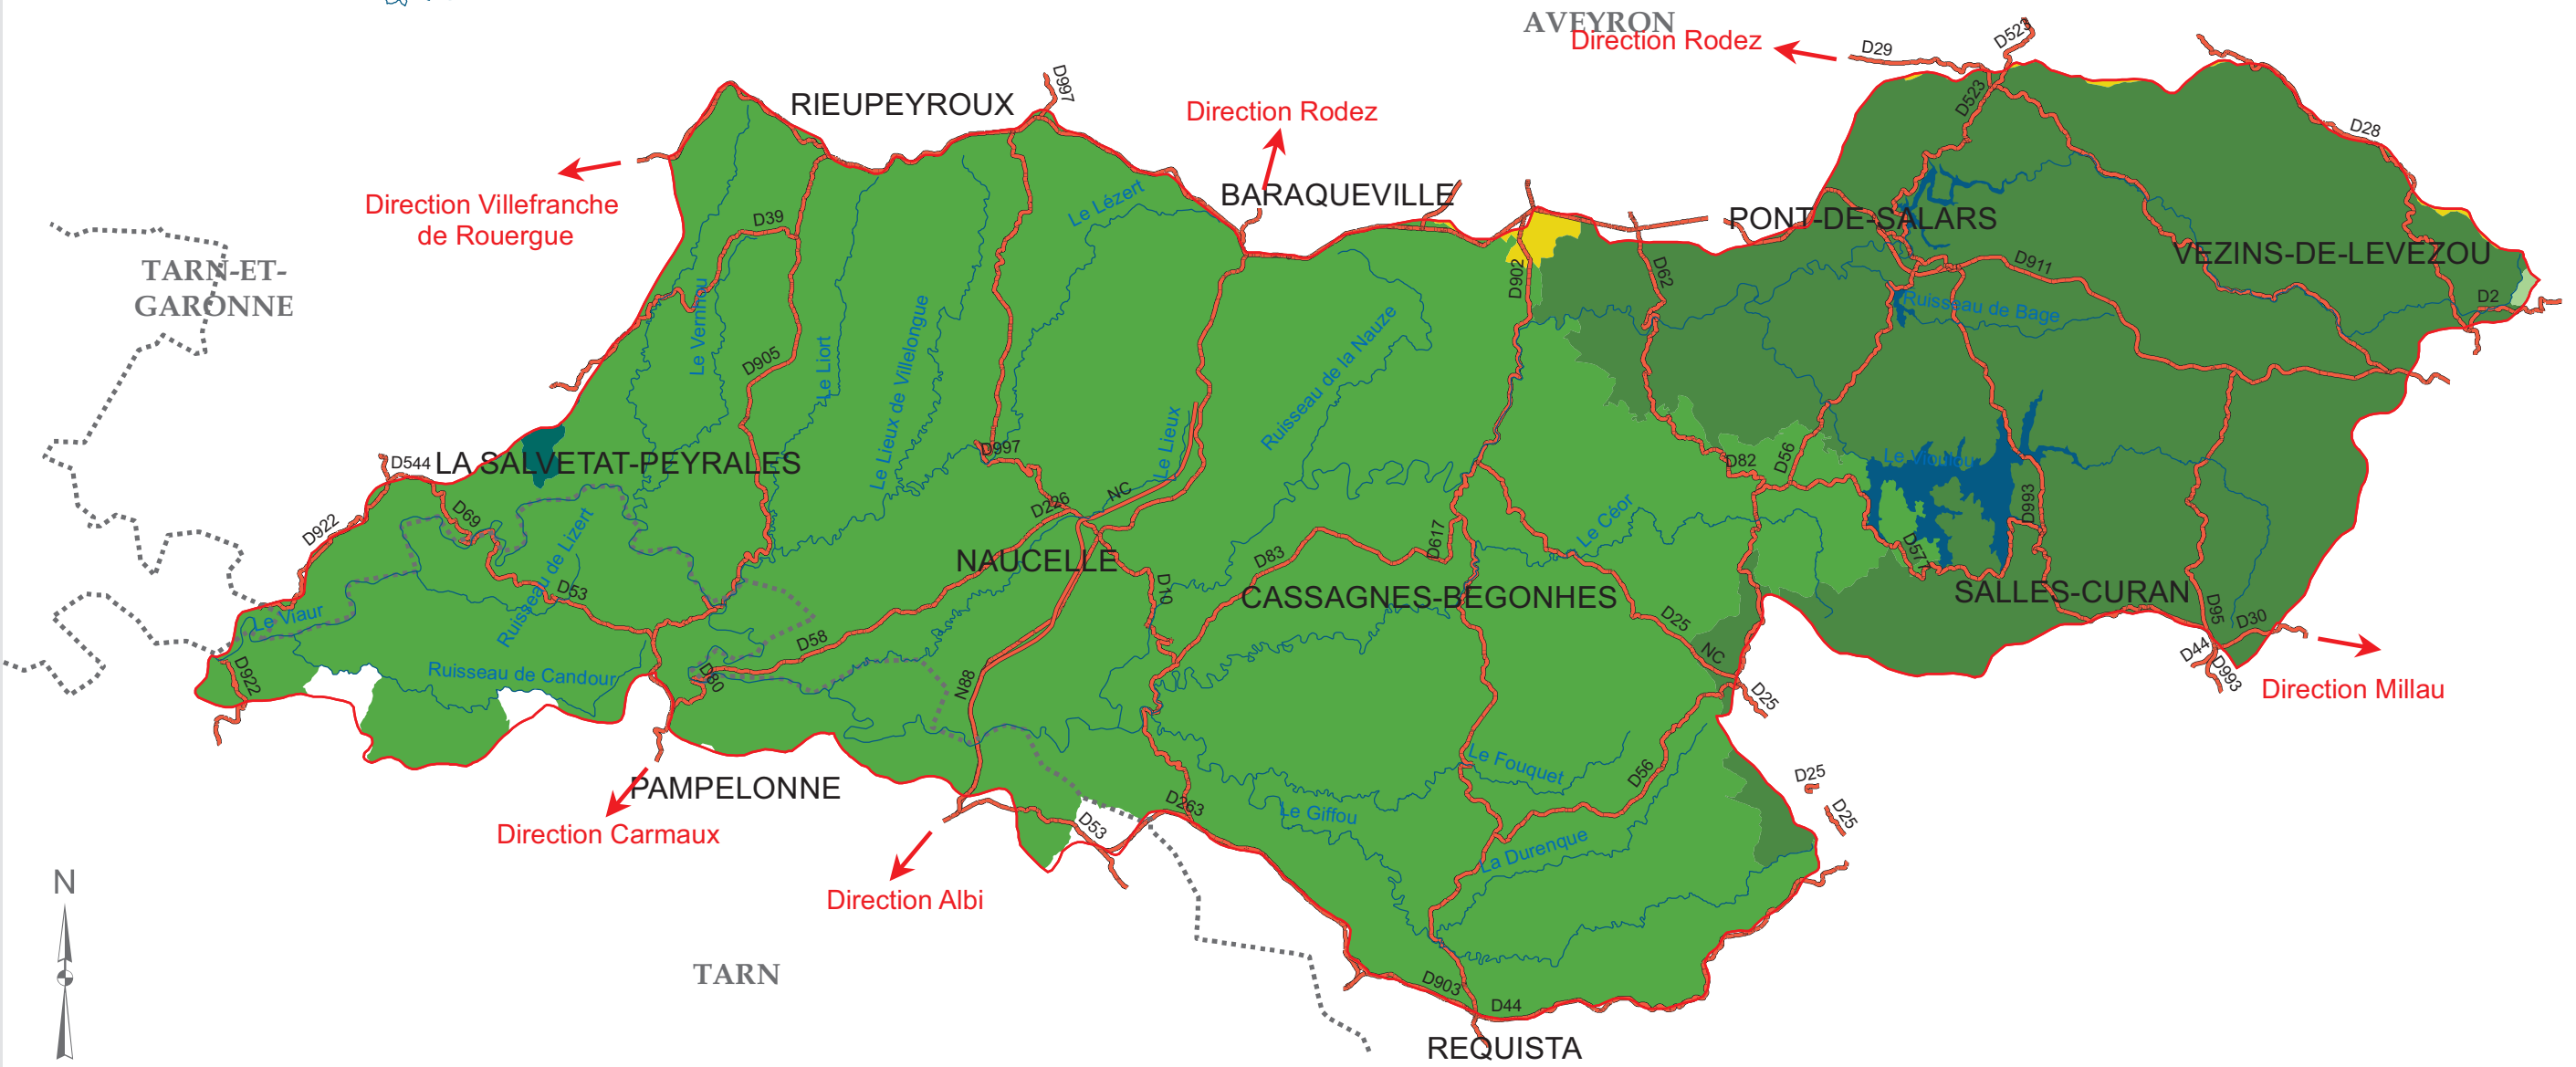 AVEYRON
Direction Rodez
D29
D523
D523
D28
D997
RIEUPEYROUX
Direction Rodez
BARAQUEVILLE
PONT-DE-SALARS
VEZINS-DE-LEVEZOU
Direction Villefranche
de Rouergue
D39
Le Lézert
TARN-ET-
GARONNE
D902
D62
D911
D2
Ruisseau de Bage
Le Vernhou
D905
Le Liort
Le Lieux de Villelongue
Ruisseau de la Nauze
Le Lieux
D544
LA SALVETAT-PEYRALES
D997
D82
D56
Le Vioulou
D922
D69
Ruisseau de Lizert
D226
NC
D617
Le Céor
D993
D577
NAUCELLE
D83
D10
CASSAGNES-BEGONHES
SALLES-CURAN
D53
Le Viaur
D25
D95
D30
D58
NC
D44
D993
D922
Ruisseau de Candour
D80
N88
D25
Direction Millau
Le Fouquet
D56
D25
D25
PAMPELONNE
D263
Le Giffou
D53
Direction Carmaux
La Durenque
N
Direction Albi
TARN
D903
D44
REQUISTA